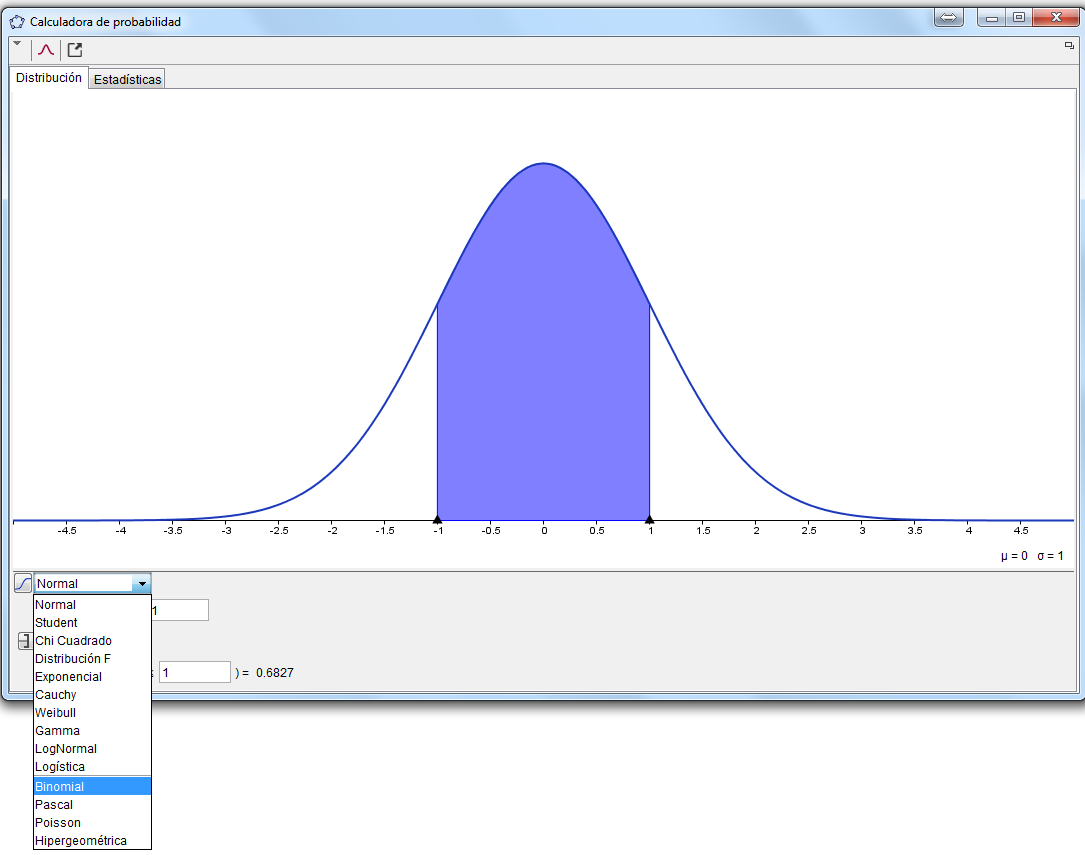 Calculadora de probabilidad
Distribución Estadísticas
-4.5 -4 -3.5 -3 -2.5 -2 -1.5 -1 -0.5 0 0.5 1 1.5 2 2.5 3 3.5 4 4.5
μ = 0 σ = 1
Normal
Normal
1
Student
Chi Cuadrado
Distribución F
Exponencial
1 ) = 0.6827
Cauchy
Weibull
Gamma
LogNormal
Logística
Binomial
Pascal
Poisson
Hipergeométrica